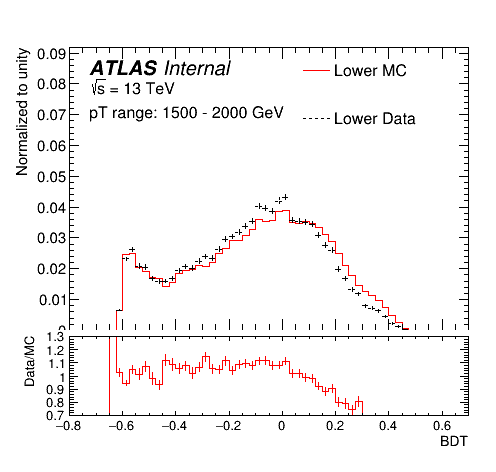 ATLAS Internal
√s = 13 TeV
pT range: 1500 - 2000 GeV
Lower MC
Lower Data
Normalized to unity
0.09
0.08
0.07
0.06
0.05
0.04
0.03
0.02
0.01
0
Data/MC
1.3
1.2
1.1
1
0.9
0.8
0.7
−0.8 −0.6 −0.4 −0.2 0 0.2 0.4 0.6
BDT